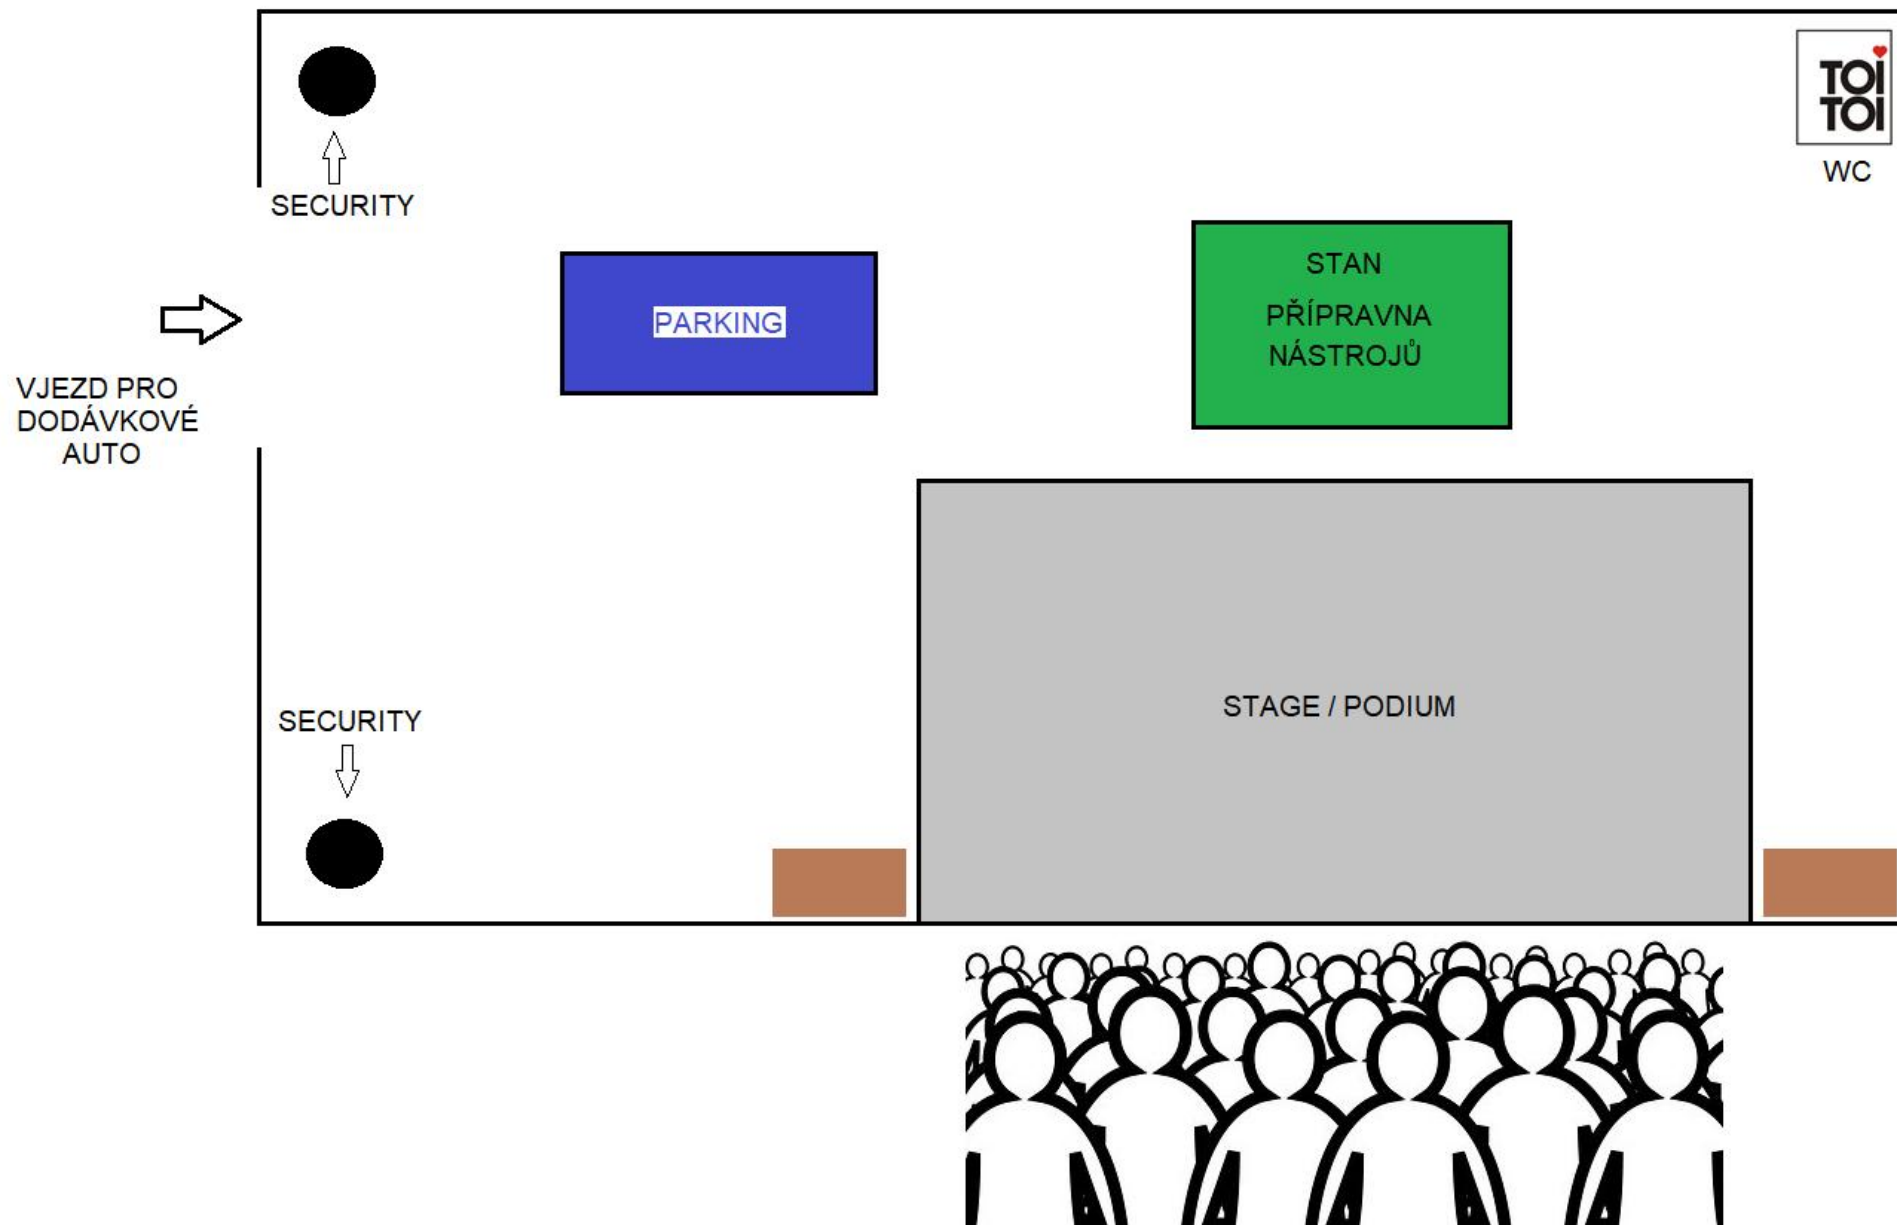 TOI
TOI
WC
SECURITY
STAN
PŘÍPRAVNA
NÁSTROJŮ
PARKING
VJEZD PRO
DODÁVKOVÉ
AUTO
STAGE / PODIUM
SECURITY